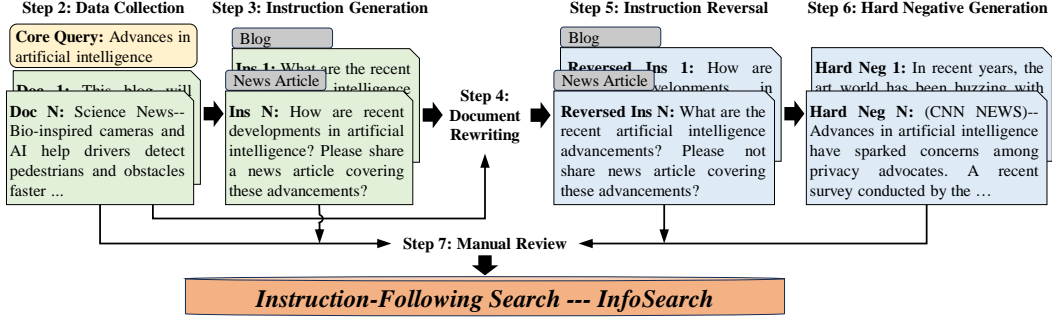 Step 2: Data Collection
Core Query: Advances in
artificial intelligence
Doc 1: This blog will
Doc N: Science News--
Bio-inspired cameras and
AI help drivers detect
pedestrians and obstacles
faster ...
Step 3: Instruction Generation
Blog
Ins 1: What are the recent
intelligence
News Article
Ins N: How are recent
developments in artificial
intelligence? Please share
a news article covering
these advancements?
Step 4:
Document
Rewriting
Step 5: Instruction Reversal
Blog
Reversed Ins 1: How are
developments in
News Article
Reversed Ins N: What are the
recent artificial intelligence
advancements? Please not
share news article covering
these advancements?
Step 6: Hard Negative Generation
Hard Neg 1: In recent years, the
art world has been buzzing with
Hard Neg N: (CNN NEWS)--
Advances in artificial intelligence
have sparked concerns among
privacy advocates. A recent
survey conducted by the …
Step 7: Manual Review
Instruction-Following Search --- InfoSearch